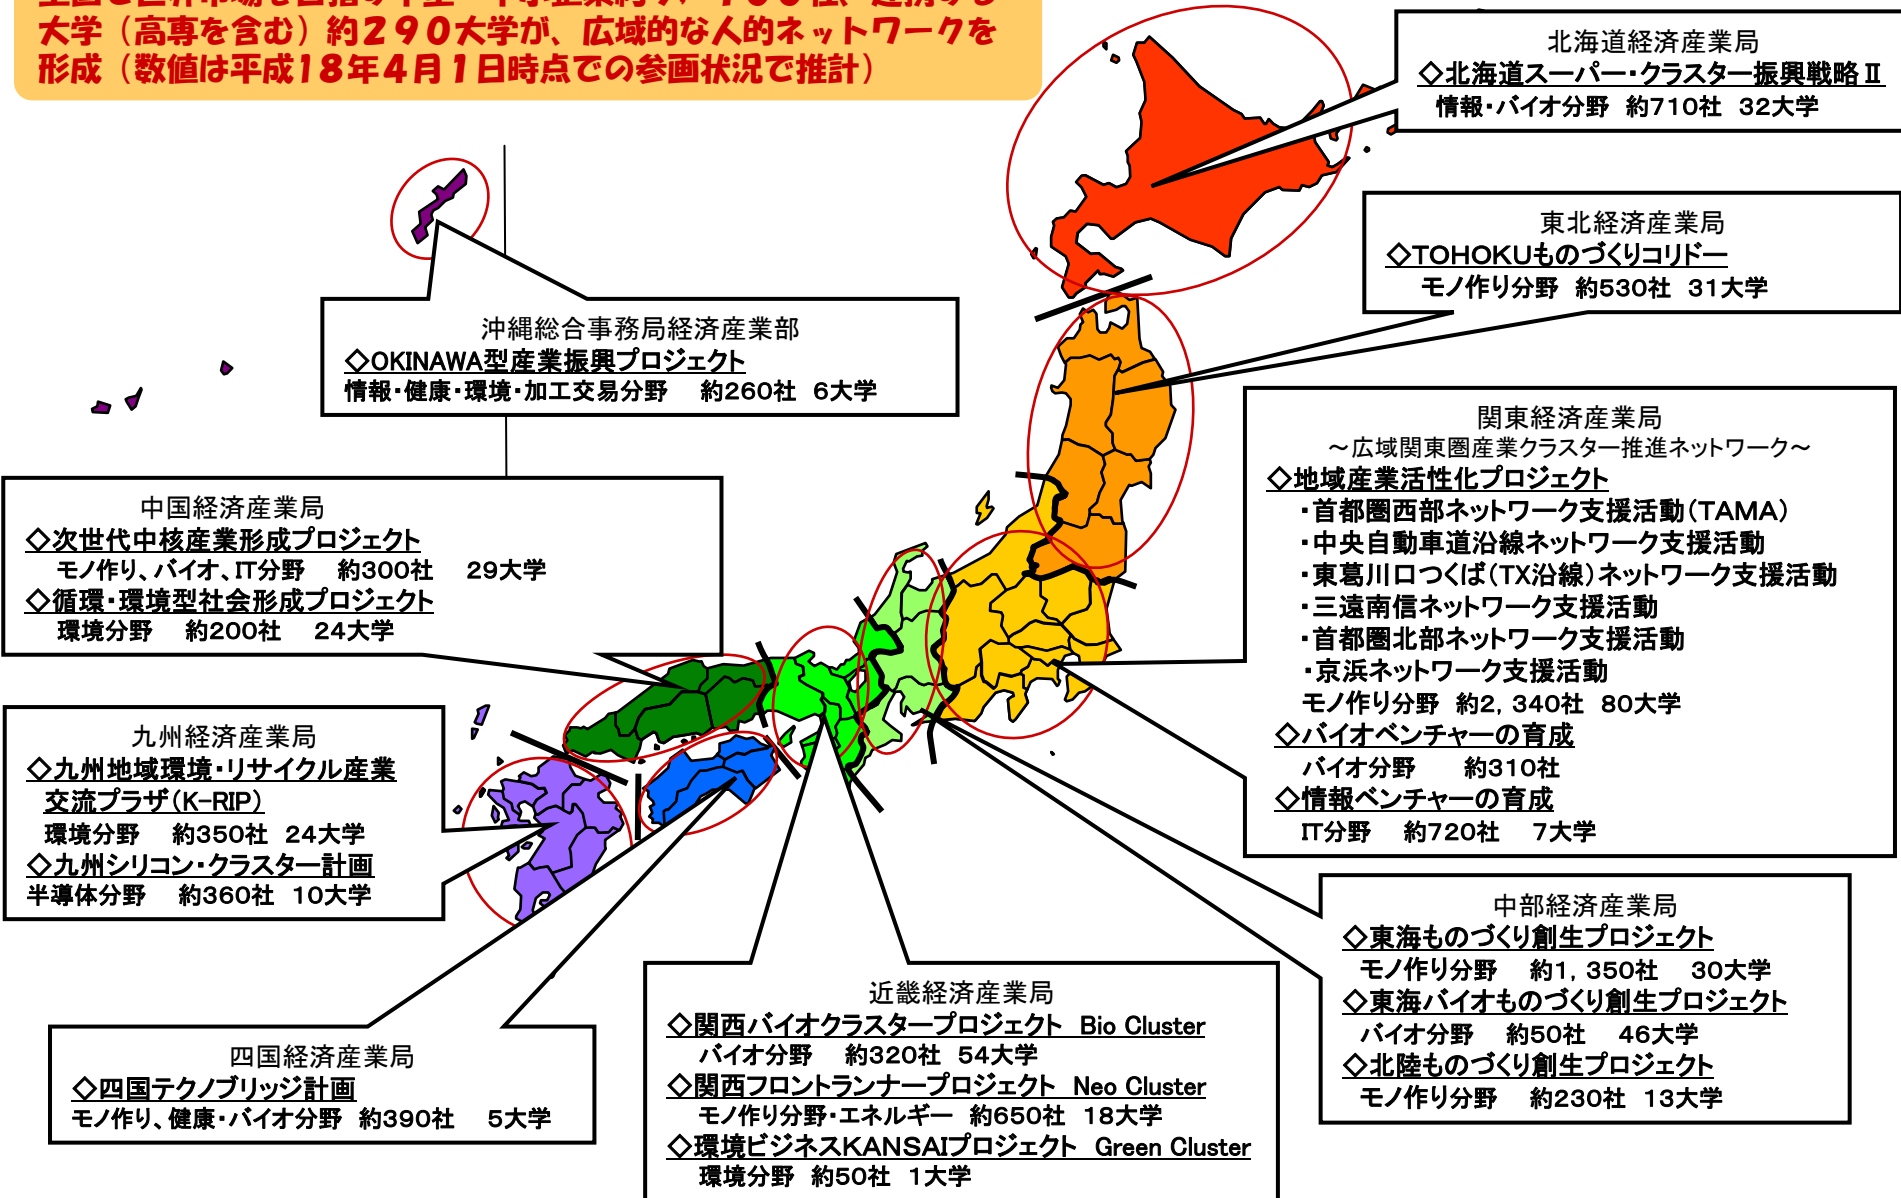 大学（高専を含む）約２９０大学が、広域的な人的ネットワークを
形成（数値は平成１８年４月１日時点での参画状況で推計）
北海道経済産業局
◇北海道スーパー・クラスター振興戦略Ⅱ
情報・バイオ分野 約710社 32大学
東北経済産業局
◇TOHOKUものづくりコリドー
モノ作り分野 約530社 31大学
沖縄総合事務局経済産業部
◇OKINAWA型産業振興プロジェクト
情報・健康・環境・加工交易分野 約260社 6大学
関東経済産業局
～広域関東圏産業クラスター推進ネットワーク～
◇地域産業活性化プロジェクト
・首都圏西部ネットワーク支援活動（TAMA）
・中央自動車道沿線ネットワーク支援活動
・東葛川口つくば（TX沿線）ネットワーク支援活動
・三遠南信ネットワーク支援活動
・首都圏北部ネットワーク支援活動
・京浜ネットワーク支援活動
モノ作り分野 約2，340社 80大学
◇バイオベンチャーの育成
バイオ分野 約310社
◇情報ベンチャーの育成
IT分野 約720社 7大学
中国経済産業局
◇次世代中核産業形成プロジェクト
モノ作り、バイオ、IT分野 約300社 29大学
◇循環・環境型社会形成プロジェクト
環境分野 約200社 24大学
九州経済産業局
◇九州地域環境・リサイクル産業
交流プラザ（K-RIP）
環境分野 約350社 24大学
◇九州シリコン・クラスター計画
半導体分野 約360社 10大学
中部経済産業局
◇東海ものづくり創生プロジェクト
モノ作り分野 約1，350社 30大学
◇東海バイオものづくり創生プロジェクト
バイオ分野 約50社 46大学
◇北陸ものづくり創生プロジェクト
モノ作り分野 約230社 13大学
近畿経済産業局
◇関西バイオクラスタープロジェクト Bio Cluster
バイオ分野 約320社 54大学
◇関西フロントランナープロジェクト Neo Cluster
モノ作り分野・エネルギー 約650社 18大学
◇環境ビジネスKANSAIプロジェクト Green Cluster
環境分野 約50社 1大学
四国経済産業局
◇四国テクノブリッジ計画
モノ作り、健康・バイオ分野 約390社 5大学